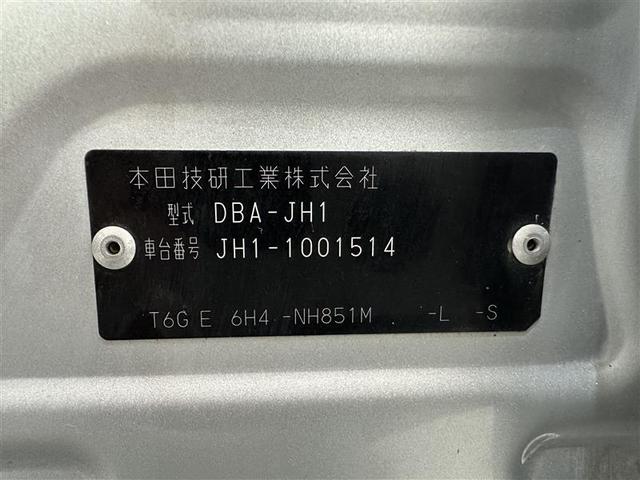 本田技研工業株式会社
型式 DBA-JH1
車台番号 JH1-1001514
T6G E 6H4 -NH851M -L -S